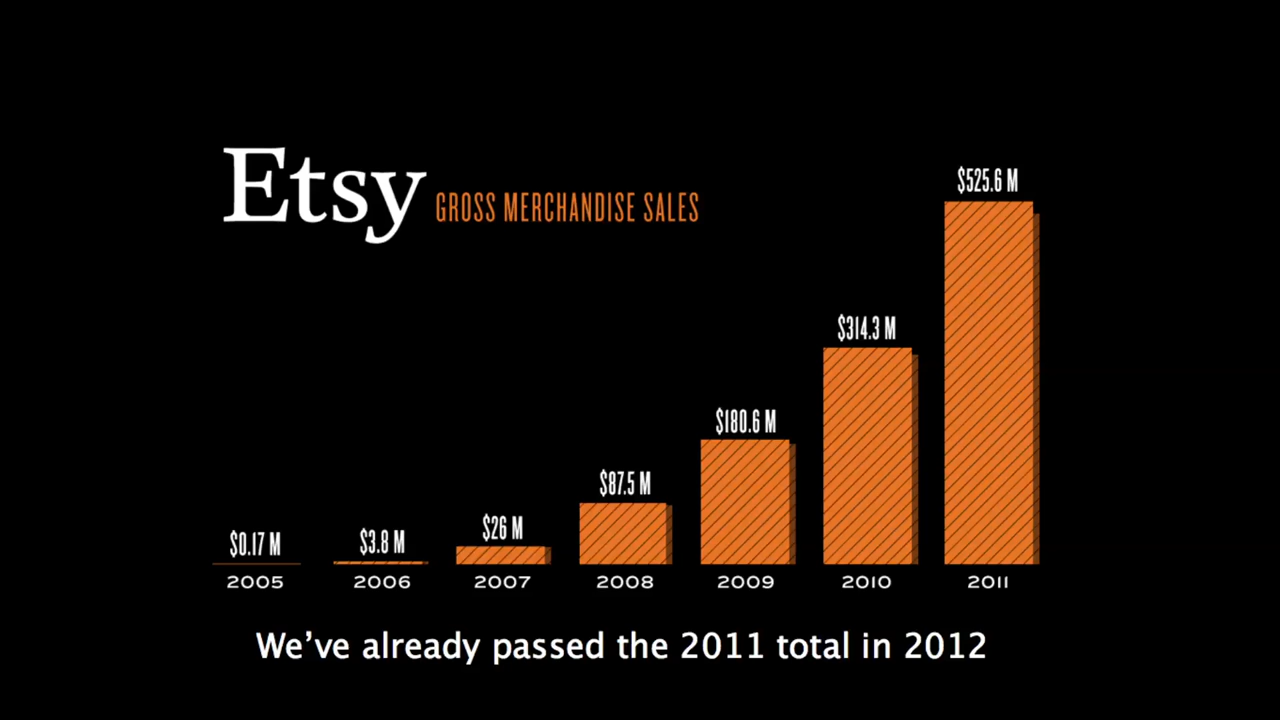 Etsy GROSS MERCHANDISE SALES
$0.17 M
$3.8 M
$26 M
$87.5 M
$180.6 M
$314.3 M
$525.6 M
2005 2006 2007 2008 2009 2010 2011
We’ve already passed the 2011 total in 2012